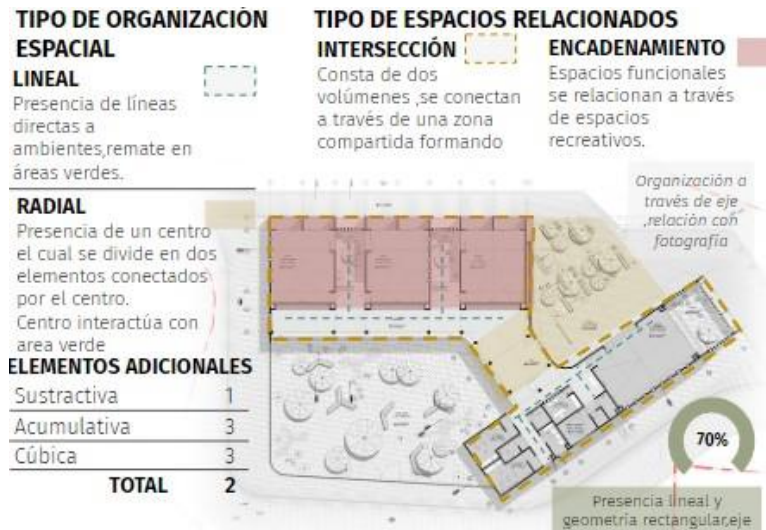 TIPO DE ORGANIZACIÓN
ESPACIAL
LINEAL
Presencia de líneas
directas a
ambientes,remate en
áreas verdes.
RADIAL
Presencia de un centro
el cual se divide en dos
elementos conectados
por el centro.
Centro interactúa con
area verde
ELEMENTOS ADICIONALES
Sustractiva 1
Acumulativa 3
Cúbica 3
TOTAL 2
TIPO DE ESPACIOS RELACIONADOS
INTERSECCIÓN
Consta de dos
volúmenes ,se conectan
a través de una zona
compartida formando
ENCADENAMIENTO
Espacios funcionales
se relacionan a través
de espacios
recreativos.
Organización a
través de eje
,relación con
fotografía
70%
Presencia lineal y
geometría rectangular,eje